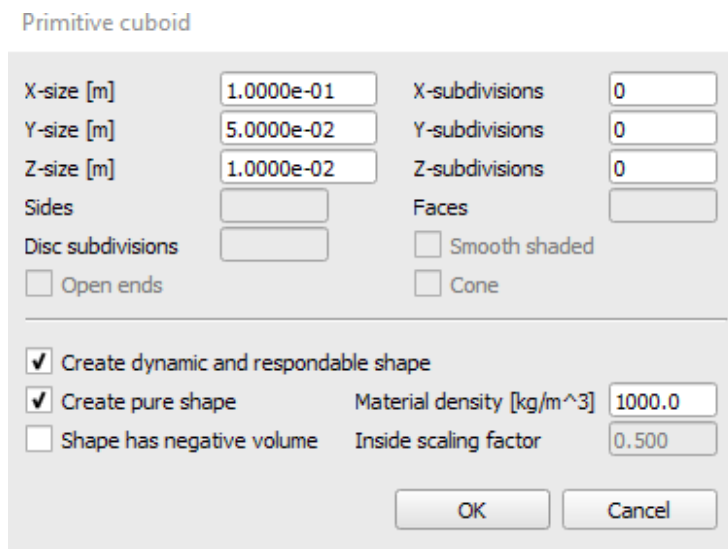 Primitive cuboid
X-size [m] 1.0000e-01 X-subdivisions 0
Y-size [m] 5.0000e-02 Y-subdivisions 0
Z-size [m] 1.0000e-02 Z-subdivisions 0
Sides Faces
Disc subdivisions Smooth shaded
Open ends Cone
Create dynamic and respondable shape
Create pure shape Material density [kg/m^3] 1000.0
Shape has negative volume Inside scaling factor 0.500
OK Cancel